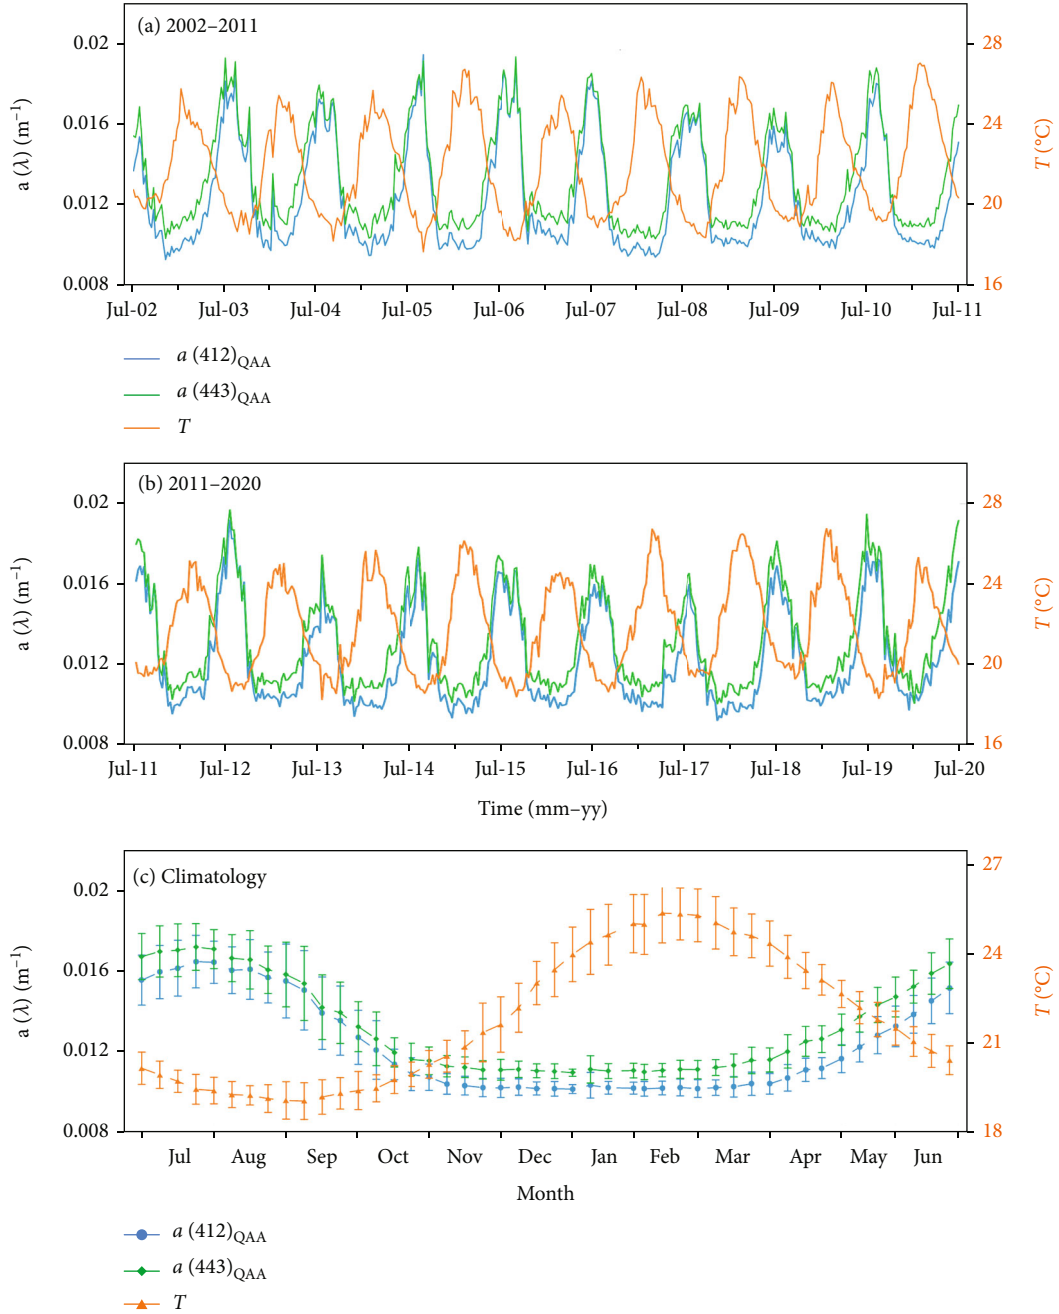 (a) 2002–2011
0.02
0.016
0.012
0.008
a (λ) (m⁻¹)
28
24
20
16
T (°C)
Jul-02 Jul-03 Jul-04 Jul-05 Jul-06 Jul-07 Jul-08 Jul-09 Jul-10 Jul-11
a (412)QAA
a (443)QAA
T
(b) 2011–2020
0.02
0.016
0.012
0.008
a (λ) (m⁻¹)
28
24
20
16
T (°C)
Jul-11 Jul-12 Jul-13 Jul-14 Jul-15 Jul-16 Jul-17 Jul-18 Jul-19 Jul-20
Time (mm–yy)
(c) Climatology
0.02
0.016
0.012
0.008
a (λ) (m⁻¹)
27
24
21
18
T (°C)
Jul Aug Sep Oct Nov Dec Jan Feb Mar Apr May Jun
Month
a (412)QAA
a (443)QAA
T